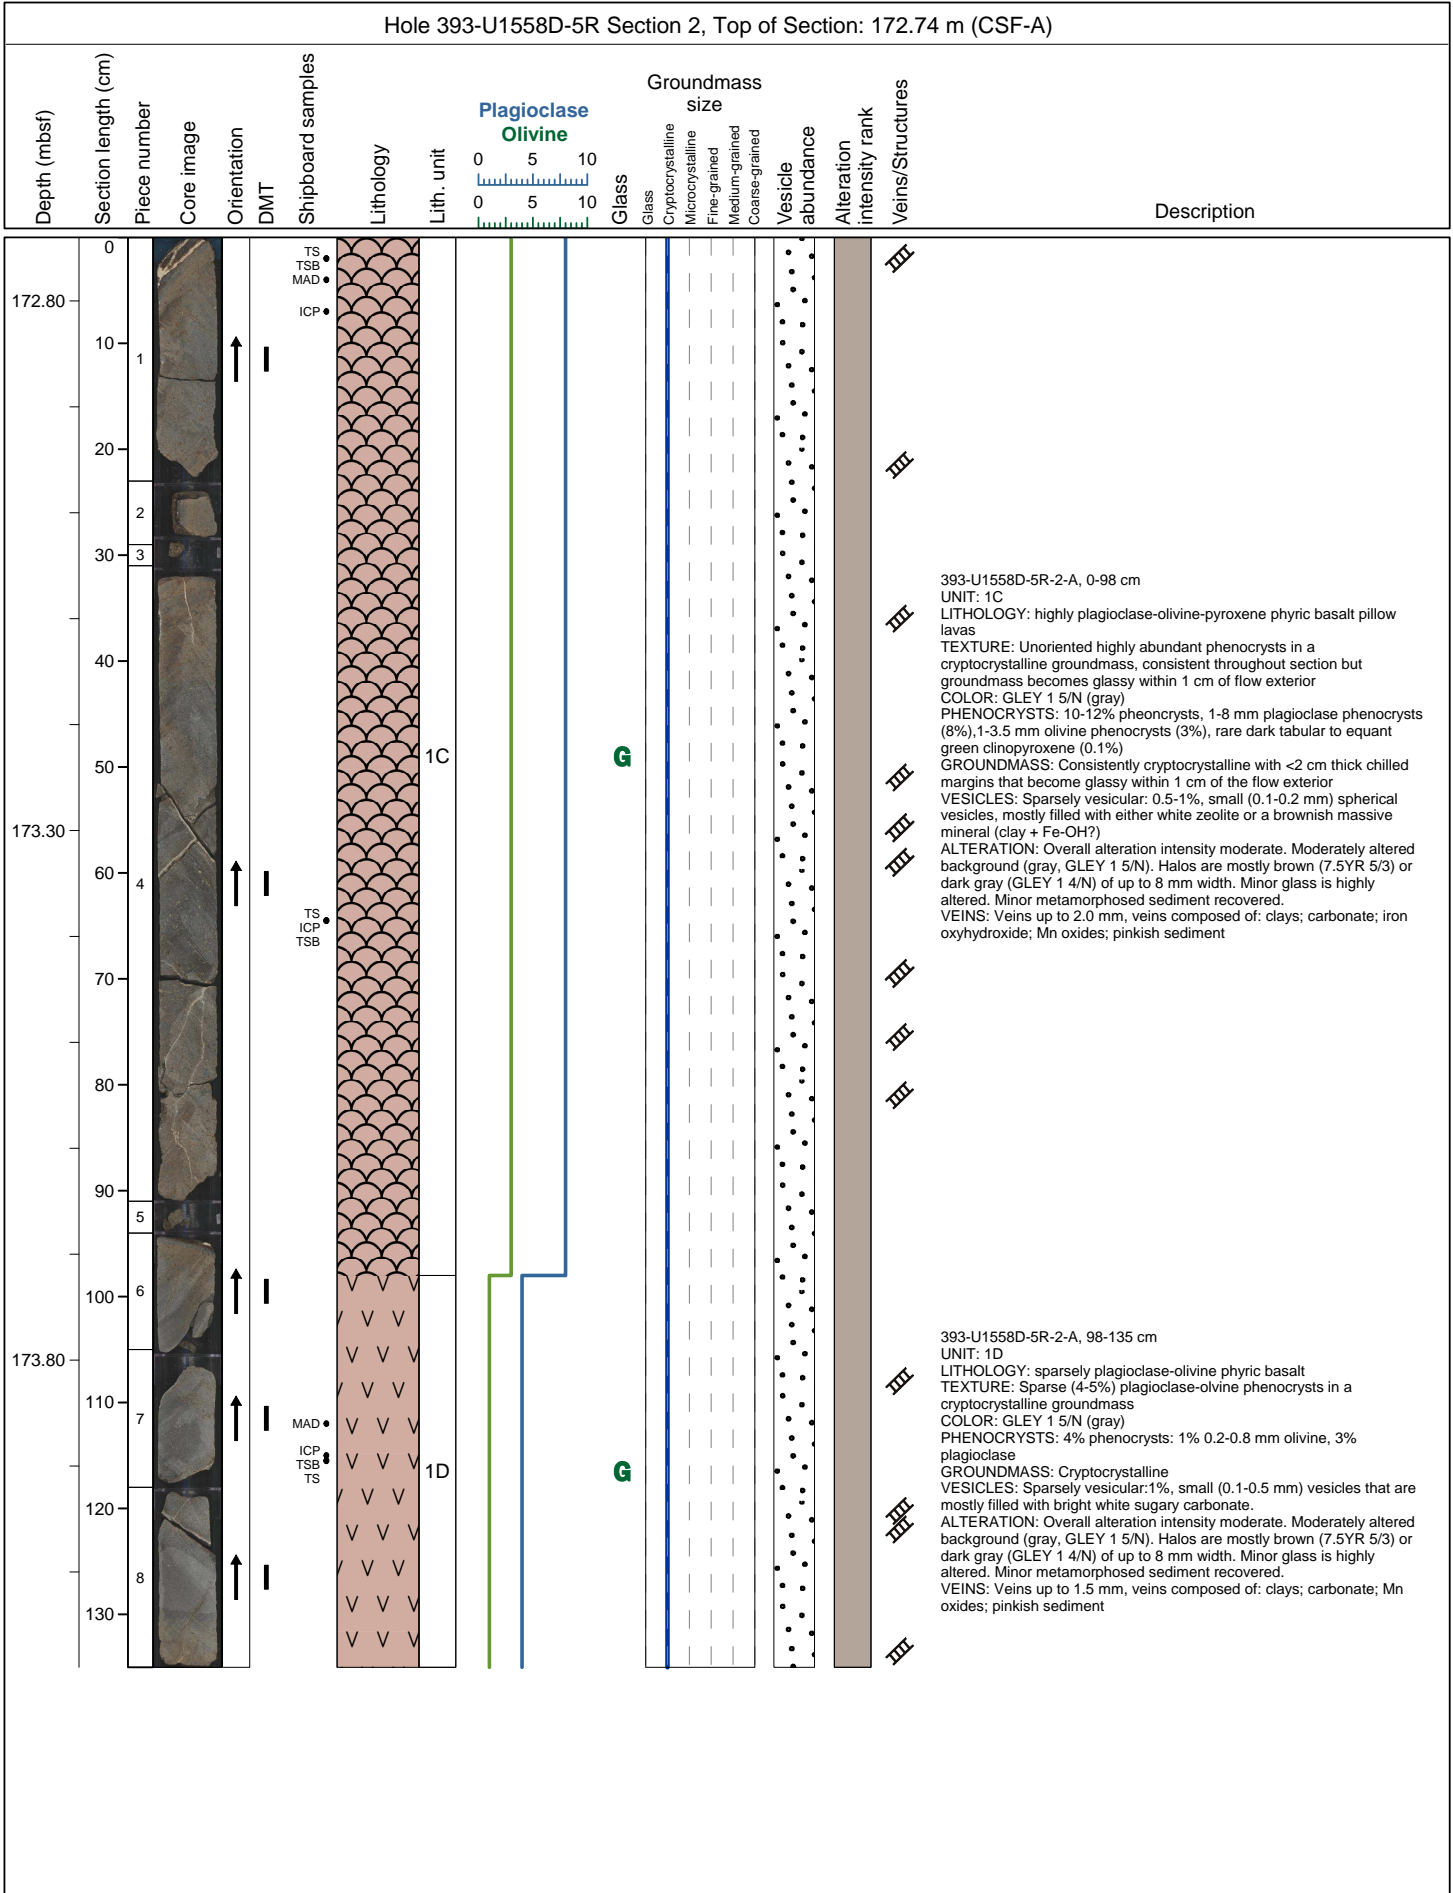 Hole 393-U1558D-5R Section 2, Top of Section: 172.74 m (CSF-A)
Depth (mbsf)
Section length (cm)
Piece number
Core image
Orientation
DMT
Shipboard samples
Lithology
Lith. unit
Plagioclase
Olivine
0 5 10
0 5 10
Glass
Groundmass
size
Glass
Cryptocrystalline
Microcrystalline
Fine-grained
Medium-grained
Coarse-grained
Vesicle
abundance
Alteration
intensity rank
Veins/Structures
Description
172.80
173.30
173.80
0
10
20
30
40
50
60
70
80
90
100
110
120
130
1
2
3
4
5
6
7
8
TS
TSB
MAD
ICP
TS
ICP
TSB
MAD
ICP
TSB
TS
1C
1D
G
G
393-U1558D-5R-2-A, 0-98 cm
UNIT: 1C
LITHOLOGY: highly plagioclase-olivine-pyroxene phyric basalt pillow
lavas
TEXTURE: Unoriented highly abundant phenocrysts in a
cryptocrystalline groundmass, consistent throughout section but
groundmass becomes glassy within 1 cm of flow exterior
COLOR: GLEY 1 5/N (gray)
PHENOCRYSTS: 10-12% pheoncrysts, 1-8 mm plagioclase phenocrysts
(8%),1-3.5 mm olivine phenocrysts (3%), rare dark tabular to equant
green clinopyroxene (0.1%)
GROUNDMASS: Consistently cryptocrystalline with <2 cm thick chilled
margins that become glassy within 1 cm of the flow exterior
VESICLES: Sparsely vesicular: 0.5-1%, small (0.1-0.2 mm) spherical
vesicles, mostly filled with either white zeolite or a brownish massive
mineral (clay + Fe-OH?)
ALTERATION: Overall alteration intensity moderate. Moderately altered
background (gray, GLEY 1 5/N). Halos are mostly brown (7.5YR 5/3) or
dark gray (GLEY 1 4/N) of up to 8 mm width. Minor glass is highly
altered. Minor metamorphosed sediment recovered.
VEINS: Veins up to 2.0 mm, veins composed of: clays; carbonate; iron
oxyhydroxide; Mn oxides; pinkish sediment
393-U1558D-5R-2-A, 98-135 cm
UNIT: 1D
LITHOLOGY: sparsely plagioclase-olivine phyric basalt
TEXTURE: Sparse (4-5%) plagioclase-olvine phenocrysts in a
cryptocrystalline groundmass
COLOR: GLEY 1 5/N (gray)
PHENOCRYSTS: 4% phenocrysts: 1% 0.2-0.8 mm olivine, 3%
plagioclase
GROUNDMASS: Cryptocrystalline
VESICLES: Sparsely vesicular:1%, small (0.1-0.5 mm) vesicles that are
mostly filled with bright white sugary carbonate.
ALTERATION: Overall alteration intensity moderate. Moderately altered
background (gray, GLEY 1 5/N). Halos are mostly brown (7.5YR 5/3) or
dark gray (GLEY 1 4/N) of up to 8 mm width. Minor glass is highly
altered. Minor metamorphosed sediment recovered.
VEINS: Veins up to 1.5 mm, veins composed of: clays; carbonate; Mn
oxides; pinkish sediment